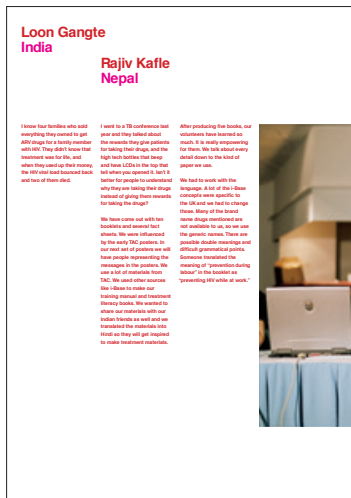 Loon Gangte
India
Rajiv Kafle
Nepal
I know four families who sold
everything they owned to get
ARV drugs for a family member
with HIV. They didn't know that
treatment was for life, and
when they used up their money,
the HIV viral load bounced back
and two of them died.
I went to a TB conference last
year and they talked about
the rewards they give patients
for taking their drugs, and the
high tech bottles that beep
and have LCDs in the top that
tell when you opened it. Isn't it
better for people to understand
why they are taking their drugs
instead of giving them rewards
for taking the drugs?
We have come out with ten
booklets and several fact
sheets. We were influenced
by the early TAC posters. In
our next set of posters we will
have people representing the
messages in the posters. We
use a lot of materials from
TAC. We used other sources
like i-Base to make our
training manual and treatment
literacy books. We wanted to
share our materials with our
Indian friends as well and we
translated the materials into
Hindi so they will get inspired
to make treatment materials.
After producing five books, our
volunteers have learned so
much. It is really empowering
for them. We talk about every
detail down to the kind of
paper we use.
We had to work with the
language. A lot of the i-Base
concepts were specific to
the UK and we had to change
those. Many of the brand
name drugs mentioned are
not available to us, so we use
the generic names. There are
possible double meanings and
difficult grammatical points.
Someone translated the
meaning of "prevention during
labour" in the booklet as
"preventing HIV while at work."